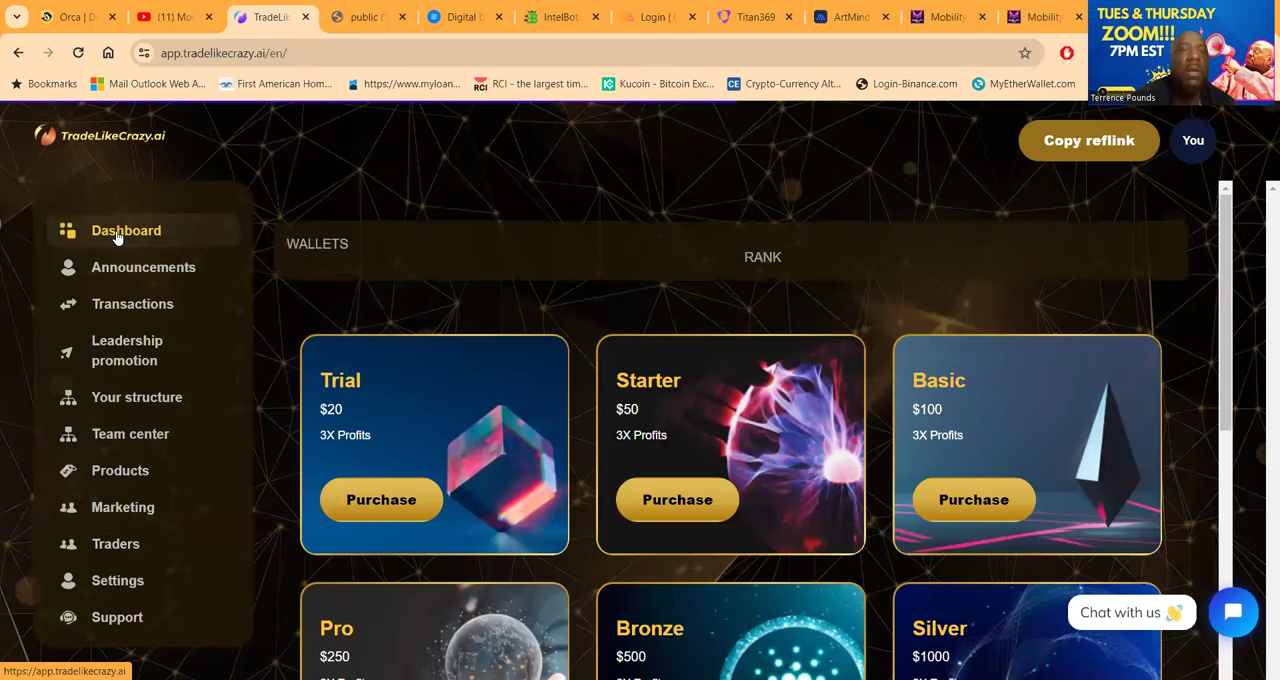 Orca | D
(11) Mo
TradeLik
public (
Digital b
IntelBot
Login | C
Titan369
ArtMind
Mobility
Mobility
app.tradelikecrazy.ai/en/
Bookmarks
Mail Outlook Web A...
First American Hom...
https://www.myloan...
RCI - the largest tim...
Kucoin - Bitcoin Exc...
Crypto-Currency Alt...
Login-Binance.com
MyEtherWallet.com
TUES & THURSDAY
ZOOM!!!
7PM EST
Terrence Pounds
TradeLikeCrazy.ai
Copy reflink
You
Dashboard
Announcements
Transactions
Leadership
promotion
Your structure
Team center
Products
Marketing
Traders
Settings
Support
WALLETS
RANK
Trial
$20
3X Profits
Purchase
Starter
$50
3X Profits
Purchase
Basic
$100
3X Profits
Purchase
Pro
$250
Bronze
$500
Silver
$1000
Chat with us 👋
https://app.tradelikecrazy.ai